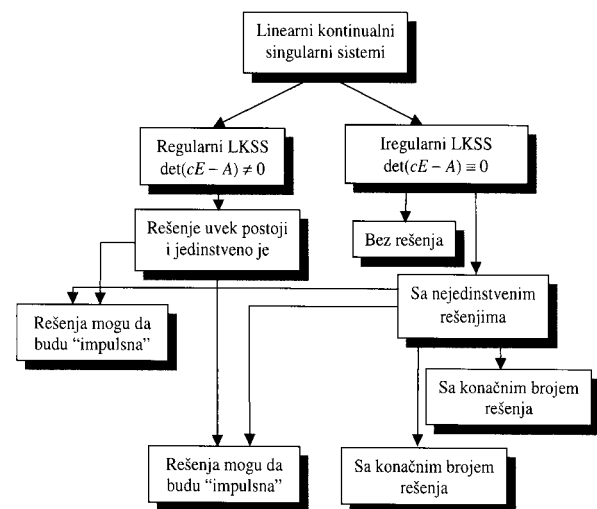 Linearni kontinualni
singularni sistemi
Regularni LKSS
det(cE – A) ≠ 0
Iregularni LKSS
det(cE – A) ≡ 0
Rešenje uvek postoji
i jedinstveno je
Bez rešenja
Sa nejedinstvenim
rešenjima
Rešenja mogu da
budu “impulsna”
Sa konačnim brojem
rešenja
Rešenja mogu da
budu “impulsna”
Sa konačnim brojem
rešenja